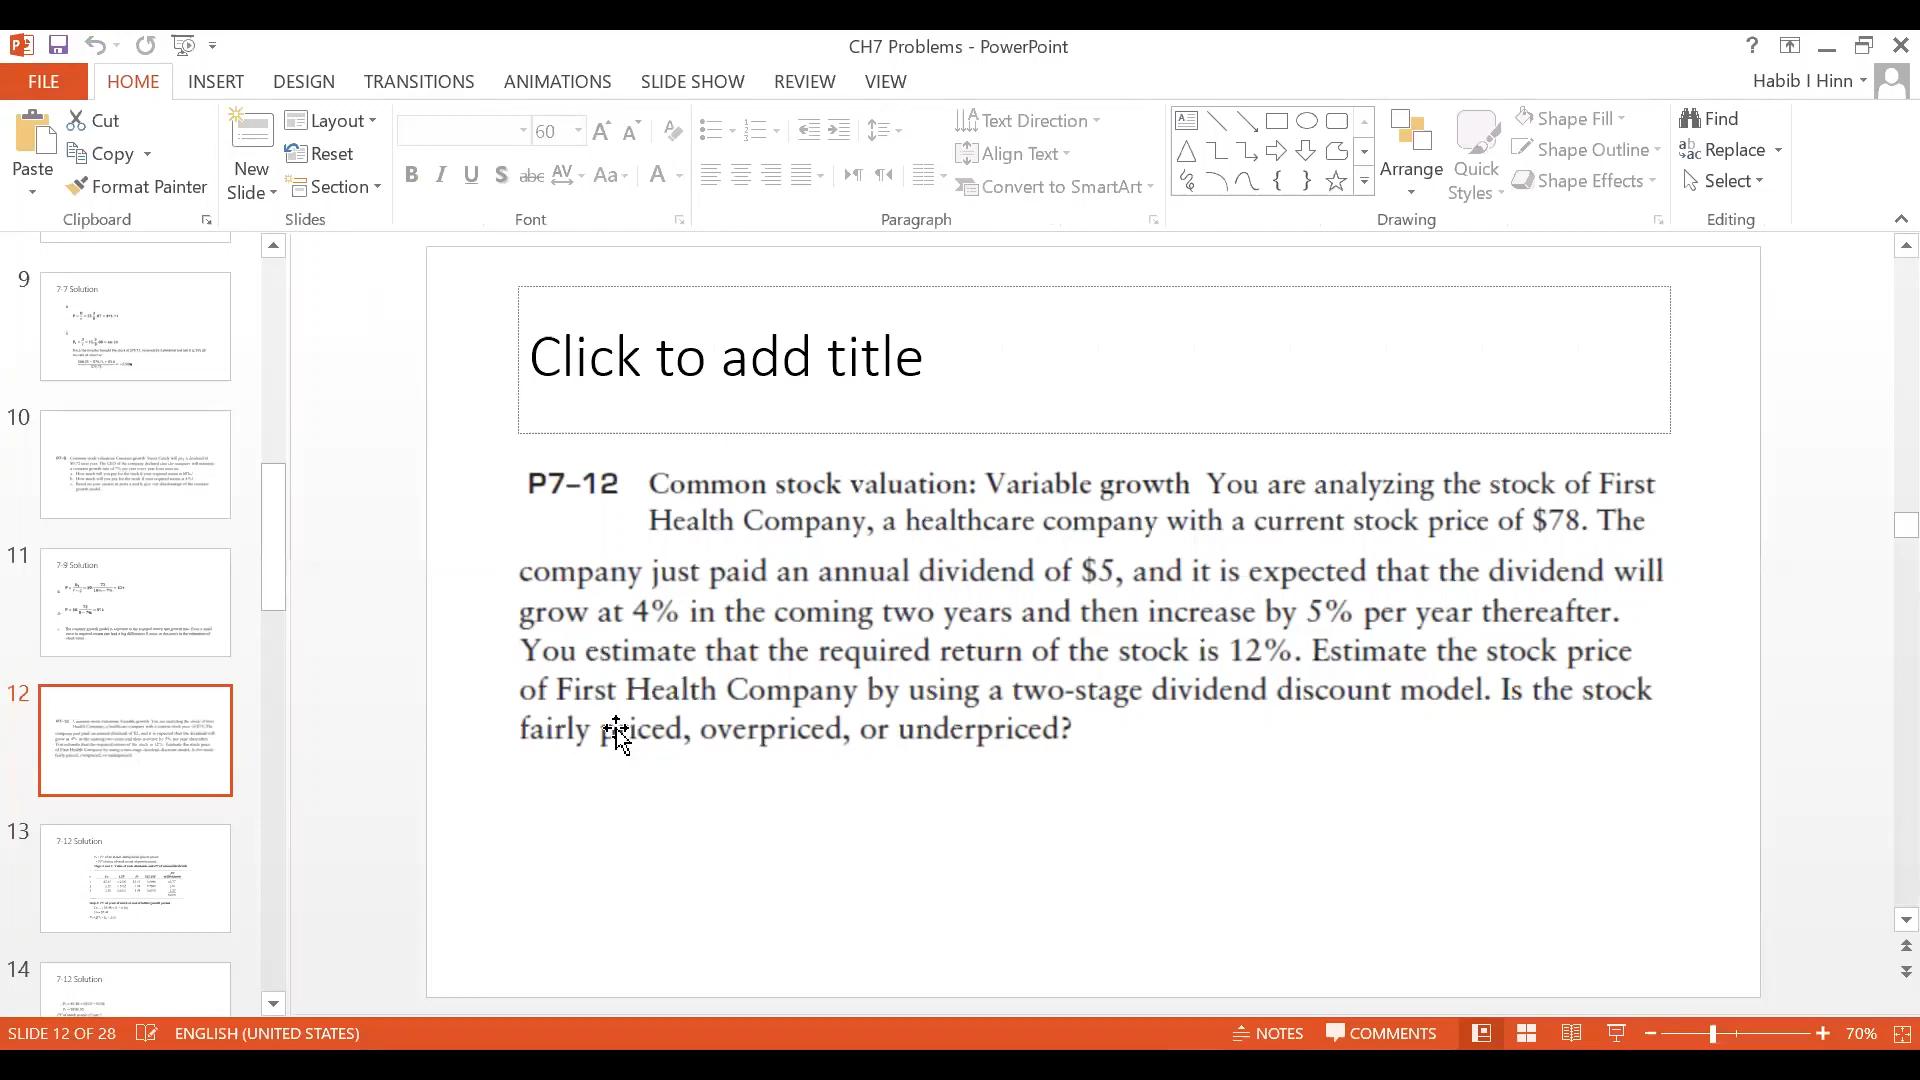 CH7 Problems - PowerPoint
?
FILE HOME INSERT DESIGN TRANSITIONS ANIMATIONS SLIDE SHOW REVIEW VIEW
Habib I Hinn
Paste
Cut
Copy
Format Painter
Clipboard
New
Slide
Layout
Reset
Section
Slides
60
B I U S abc AV Aa A
Font
Text Direction
Align Text
Convert to SmartArt
Paragraph
Arrange
Quick
Styles
Shape Fill
Shape Outline
Shape Effects
Drawing
Find
Replace
Select
Editing
9
7-7 Solution
10
11
7-9 Solution
12
13
7-12 Solution
14
7-12 Solution
Click to add title
P7–12 Common stock valuation: Variable growth You are analyzing the stock of First
Health Company, a healthcare company with a current stock price of $78. The
company just paid an annual dividend of $5, and it is expected that the dividend will
grow at 4% in the coming two years and then increase by 5% per year thereafter.
You estimate that the required return of the stock is 12%. Estimate the stock price
of First Health Company by using a two-stage dividend discount model. Is the stock
fairly priced, overpriced, or underpriced?
SLIDE 12 OF 28 ENGLISH (UNITED STATES) NOTES COMMENTS 70%